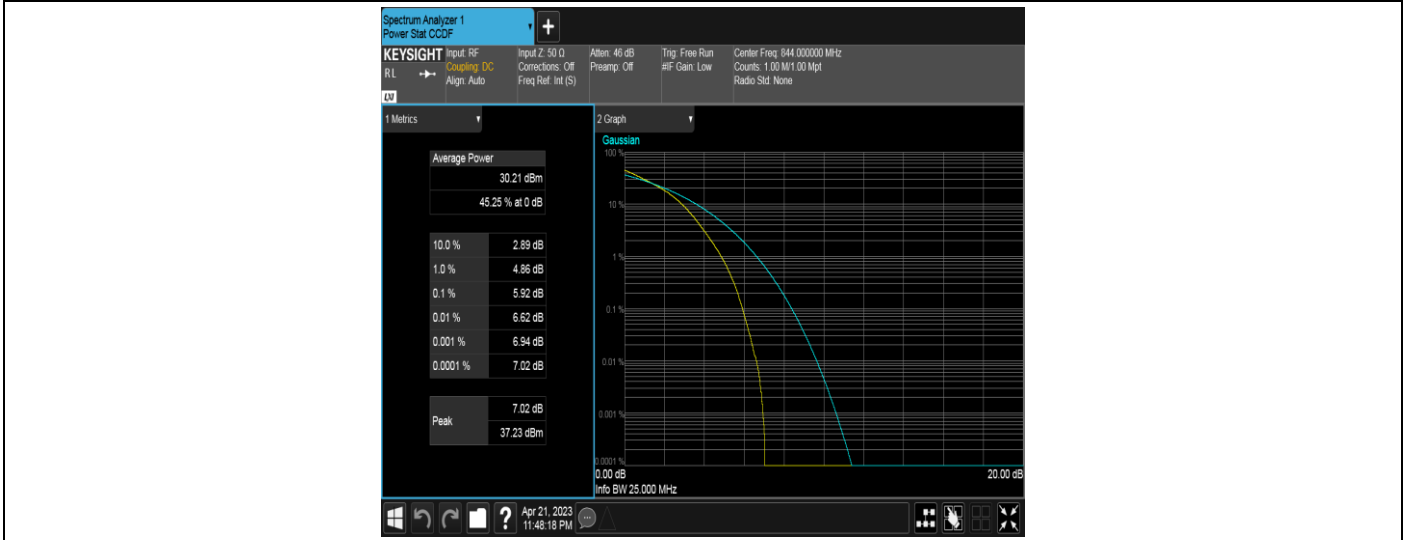 Spectrum Analyzer 1
Power Stat CCDF
+
KEYSIGHT
RL
LXI
Input: RF
Coupling: DC
Align: Auto
Input Z: 50 Ω
Corrections: Off
Freq Ref: Int (S)
Atten: 46 dB
Preamp: Off
Trig: Free Run
#IF Gain: Low
Center Freq: 844.000000 MHz
Counts: 1.00 M/1.00 Mpt
Radio Std: None
1 Metrics
Average Power
30.21 dBm
45.25 % at 0 dB
10.0 % 2.89 dB
1.0 % 4.86 dB
0.1 % 5.92 dB
0.01 % 6.62 dB
0.001 % 6.94 dB
0.0001 % 7.02 dB
Peak
7.02 dB
37.23 dBm
2 Graph
Gaussian
100 %
10 %
1 %
0.1 %
0.01 %
0.001 %
0.0001 %
0.00 dB 20.00 dB
Info BW 25.000 MHz
?
Apr 21, 2023
11:48:18 PM